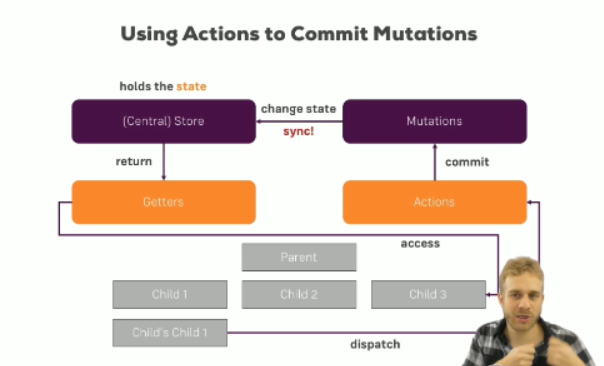 Using Actions to Commit Mutations
holds the state
(Central) Store
change state
sync!
Mutations
return
commit
Getters
Actions
access
Parent
Child 1
Child 2
Child 3
Child's Child 1
dispatch